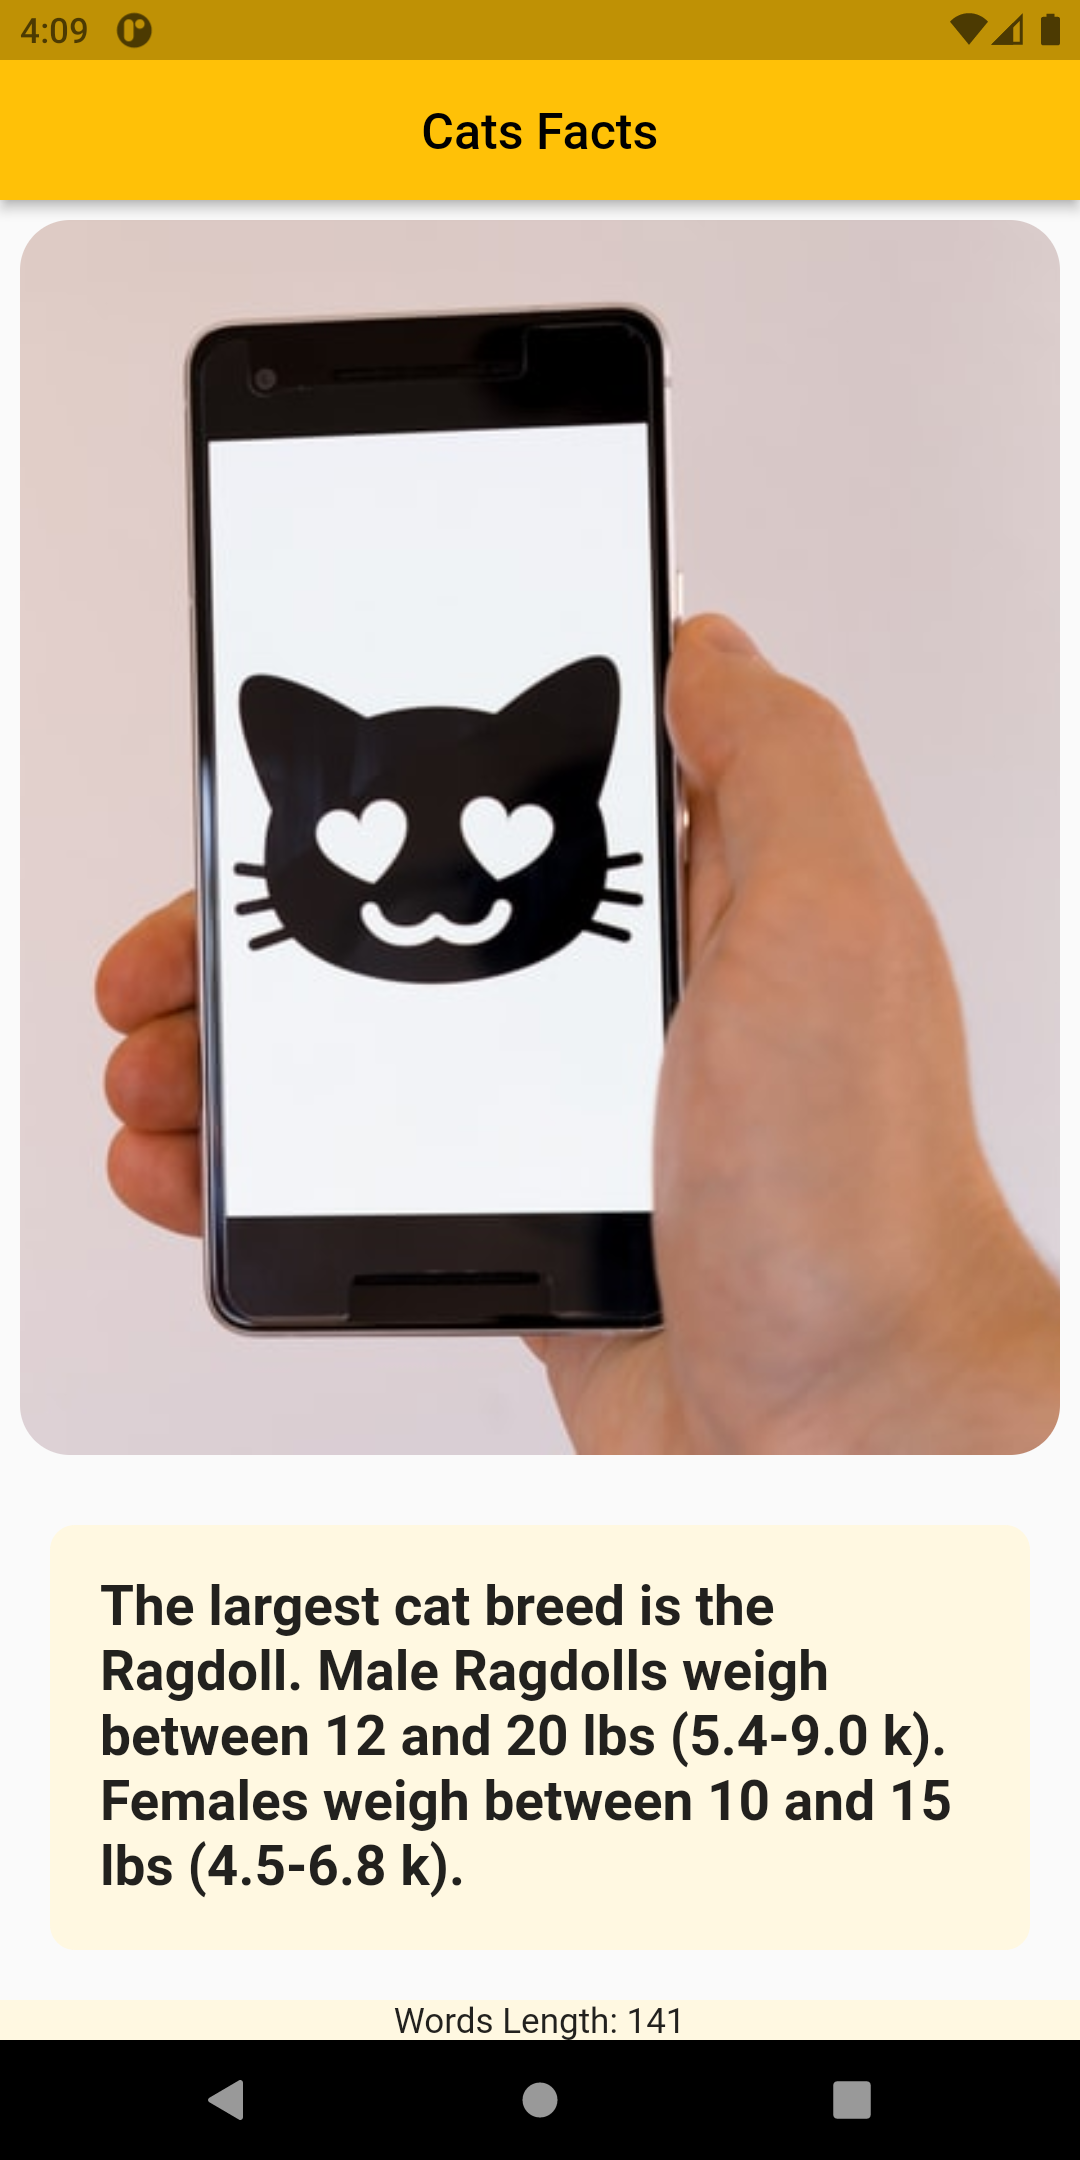 4:09
Cats Facts
The largest cat breed is the
Ragdoll. Male Ragdolls weigh
between 12 and 20 lbs (5.4-9.0 k).
Females weigh between 10 and 15
lbs (4.5-6.8 k).
Words Length: 141